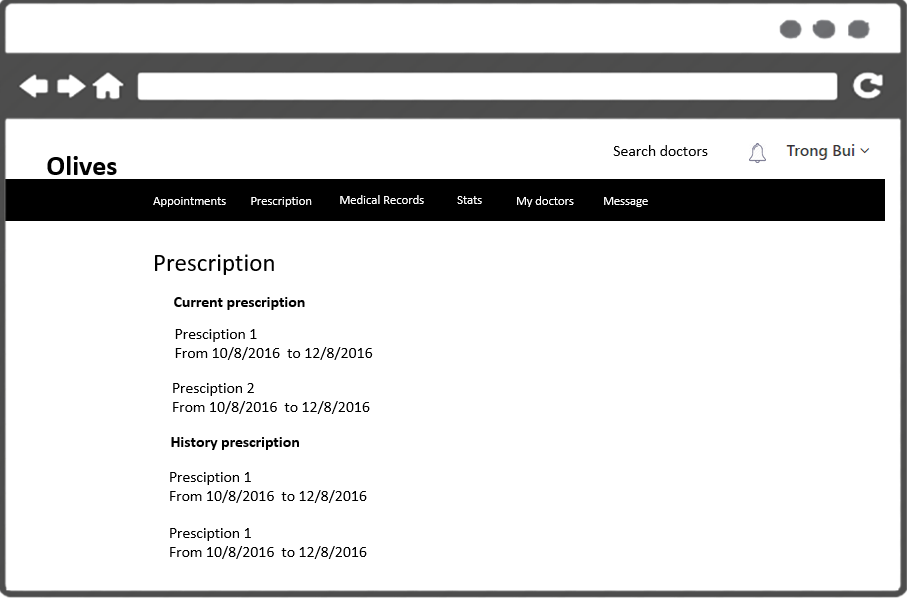 Search doctors
Trong Bui
Olives
Appointments Prescription Medical Records Stats My doctors Message
Prescription
Current prescription
Presciption 1
From 10/8/2016 to 12/8/2016
Presciption 2
From 10/8/2016 to 12/8/2016
History prescription
Presciption 1
From 10/8/2016 to 12/8/2016
Presciption 1
From 10/8/2016 to 12/8/2016